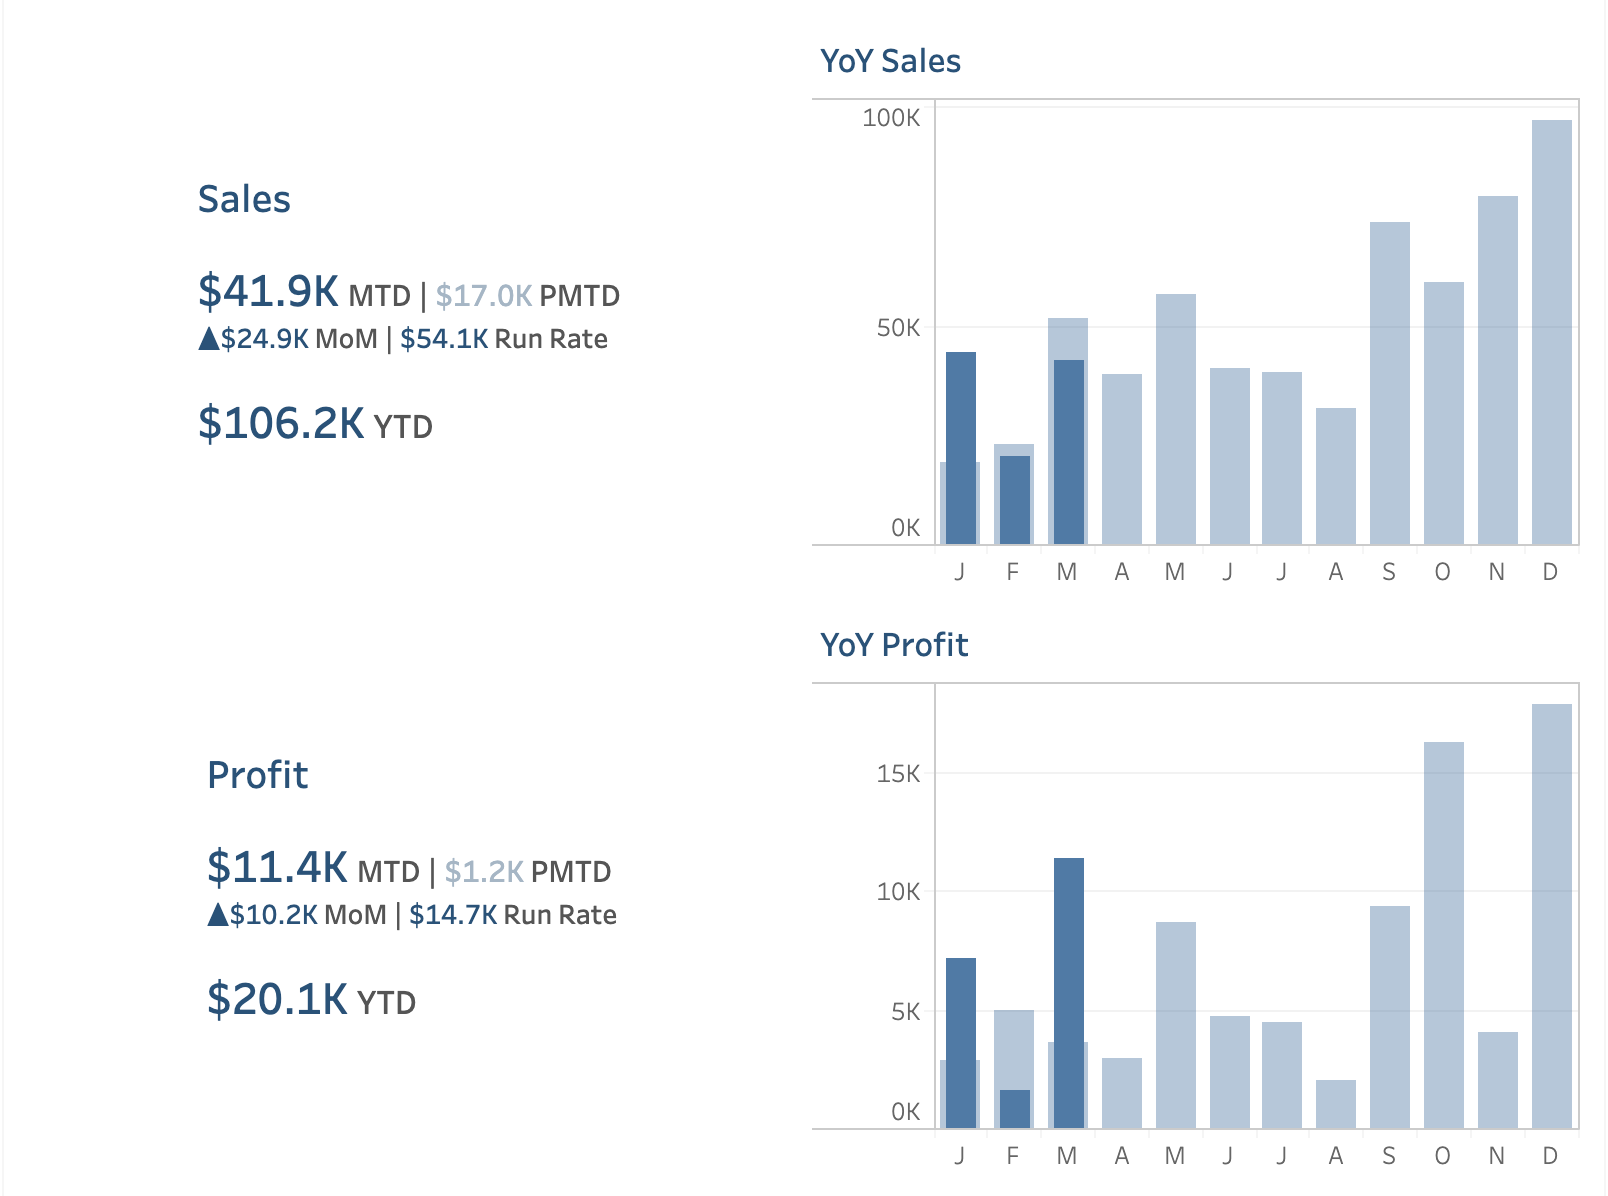 Sales
$41.9K MTD | $17.0K PMTD
▲$24.9K MoM | $54.1K Run Rate
$106.2K YTD
YoY Sales
100K
50K
0K
J F M A M J J A S O N D
Profit
$11.4K MTD | $1.2K PMTD
▲$10.2K MoM | $14.7K Run Rate
$20.1K YTD
YoY Profit
15K
10K
5K
0K
J F M A M J J A S O N D